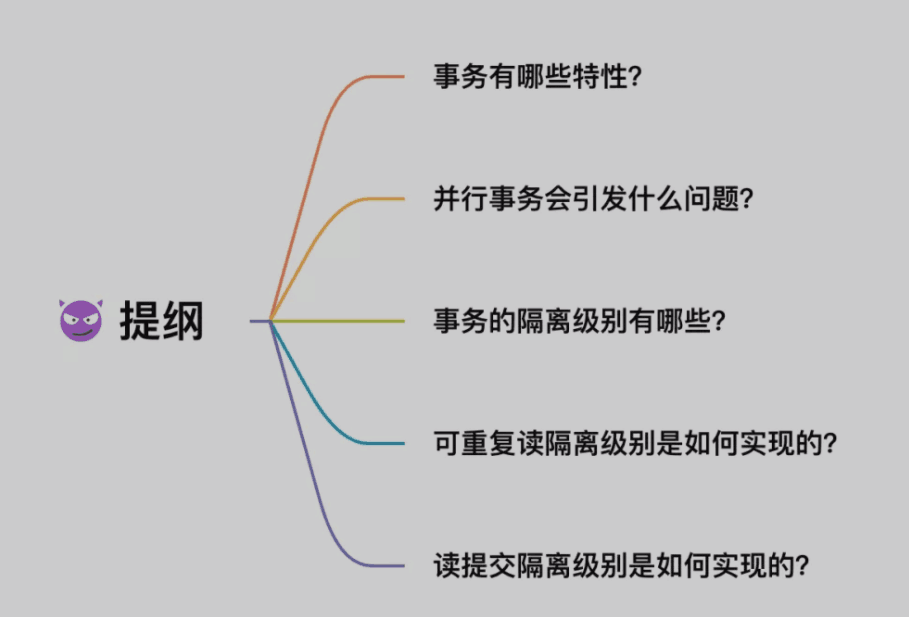 事务有哪些特性?
并行事务会引发什么问题?
事务的隔离级别有哪些?
提纲
可重复读隔离级别是如何实现的?
读提交隔离级别是如何实现的?